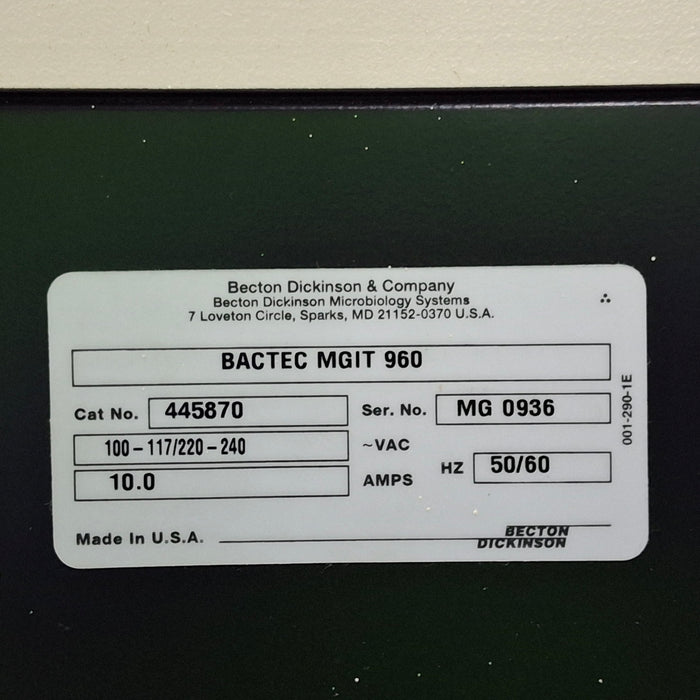 Becton Dickinson & Company
Becton Dickinson Microbiology Systems
7 Loveton Circle, Sparks, MD 21152-0370 U.S.A.
BACTEC MGIT 960
Cat No. 445870 Ser. No. MG 0936
100-117/220-240 ~VAC
HZ 50/60
10.0 AMPS
Made In U.S.A.
BECTON
DICKINSON
001-290-1E